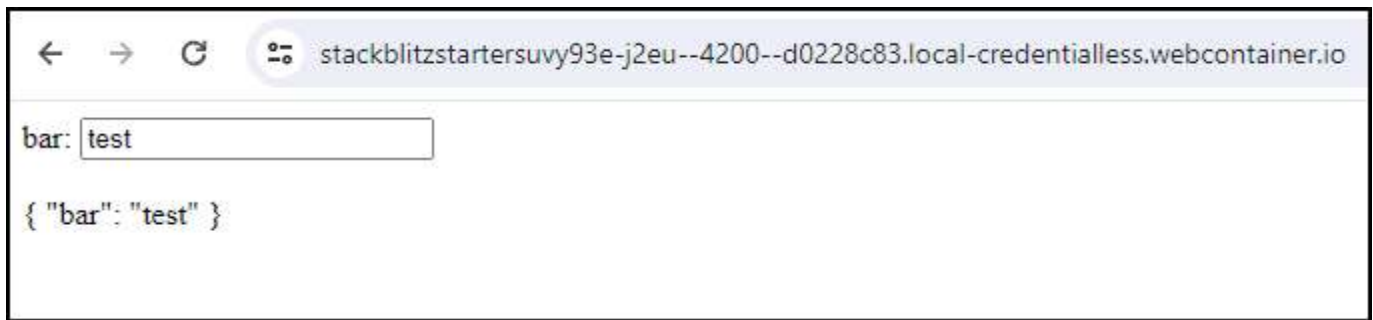 stackblitzstartersuvy93e-j2eu--4200--d0228c83.local-credentialless.webcontainer.io
bar: test
{ "bar": "test" }